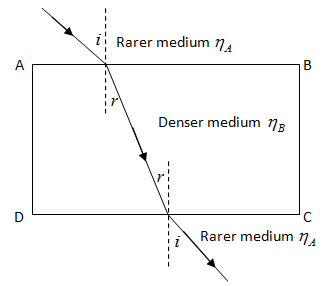 i Rarer medium η_A
A B
r
Denser medium η_B
r
D C
i Rarer medium η_A